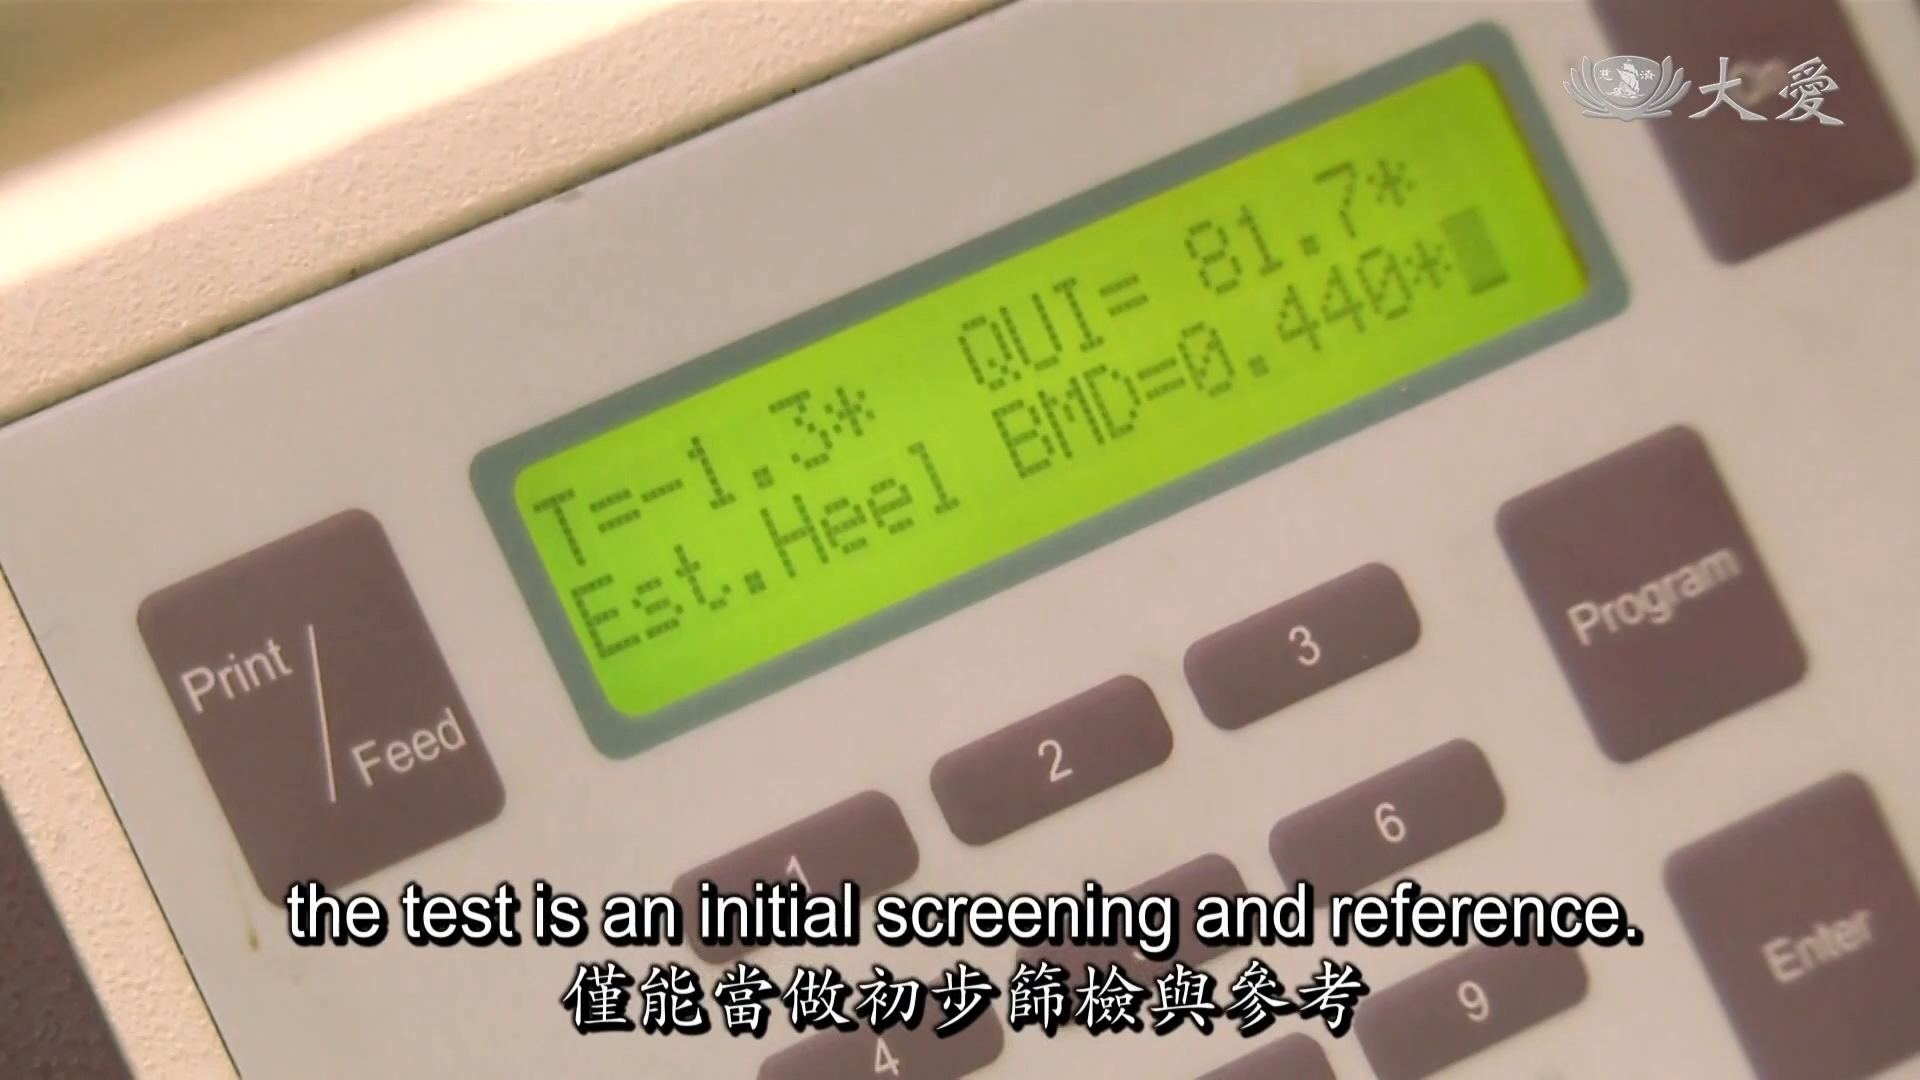 大愛
T=-1.3* QUI= 81.7*
Est.Heel BMD=0.440*
Print
Feed
Program
1
2
3
6
Enter
the test is an initial screening and reference.
僅能當做初步篩檢與參考
4
9